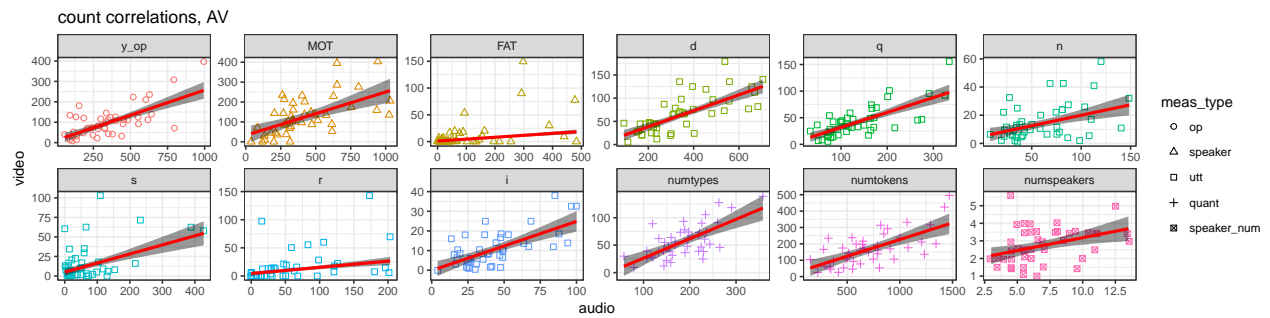 count correlations, AV
y_op MOT FAT d q n
400 300 200 100 0
400 300 200 100 0
150 100 50 0
150 100 50 0
150 100 50 0
60 40 20 0
250 500 750 1000
0 250 500 750 1000
0 100 200 300 400 500
200 400 600
100 200 300
0 50 100 150
s r i numtypes numtokens numspeakers
100 75 50 25 0
150 100 50 0
40 30 20 10 0
100 50 0
500 400 300 200 100 0
5 4 3 2 1
0 100 200 300 400
0 50 100 150 200
0 25 50 75 100
100 200 300
500 1000 1500
2.5 5.0 7.5 10.0 12.5
video
audio
meas_type
op
speaker
utt
quant
speaker_num